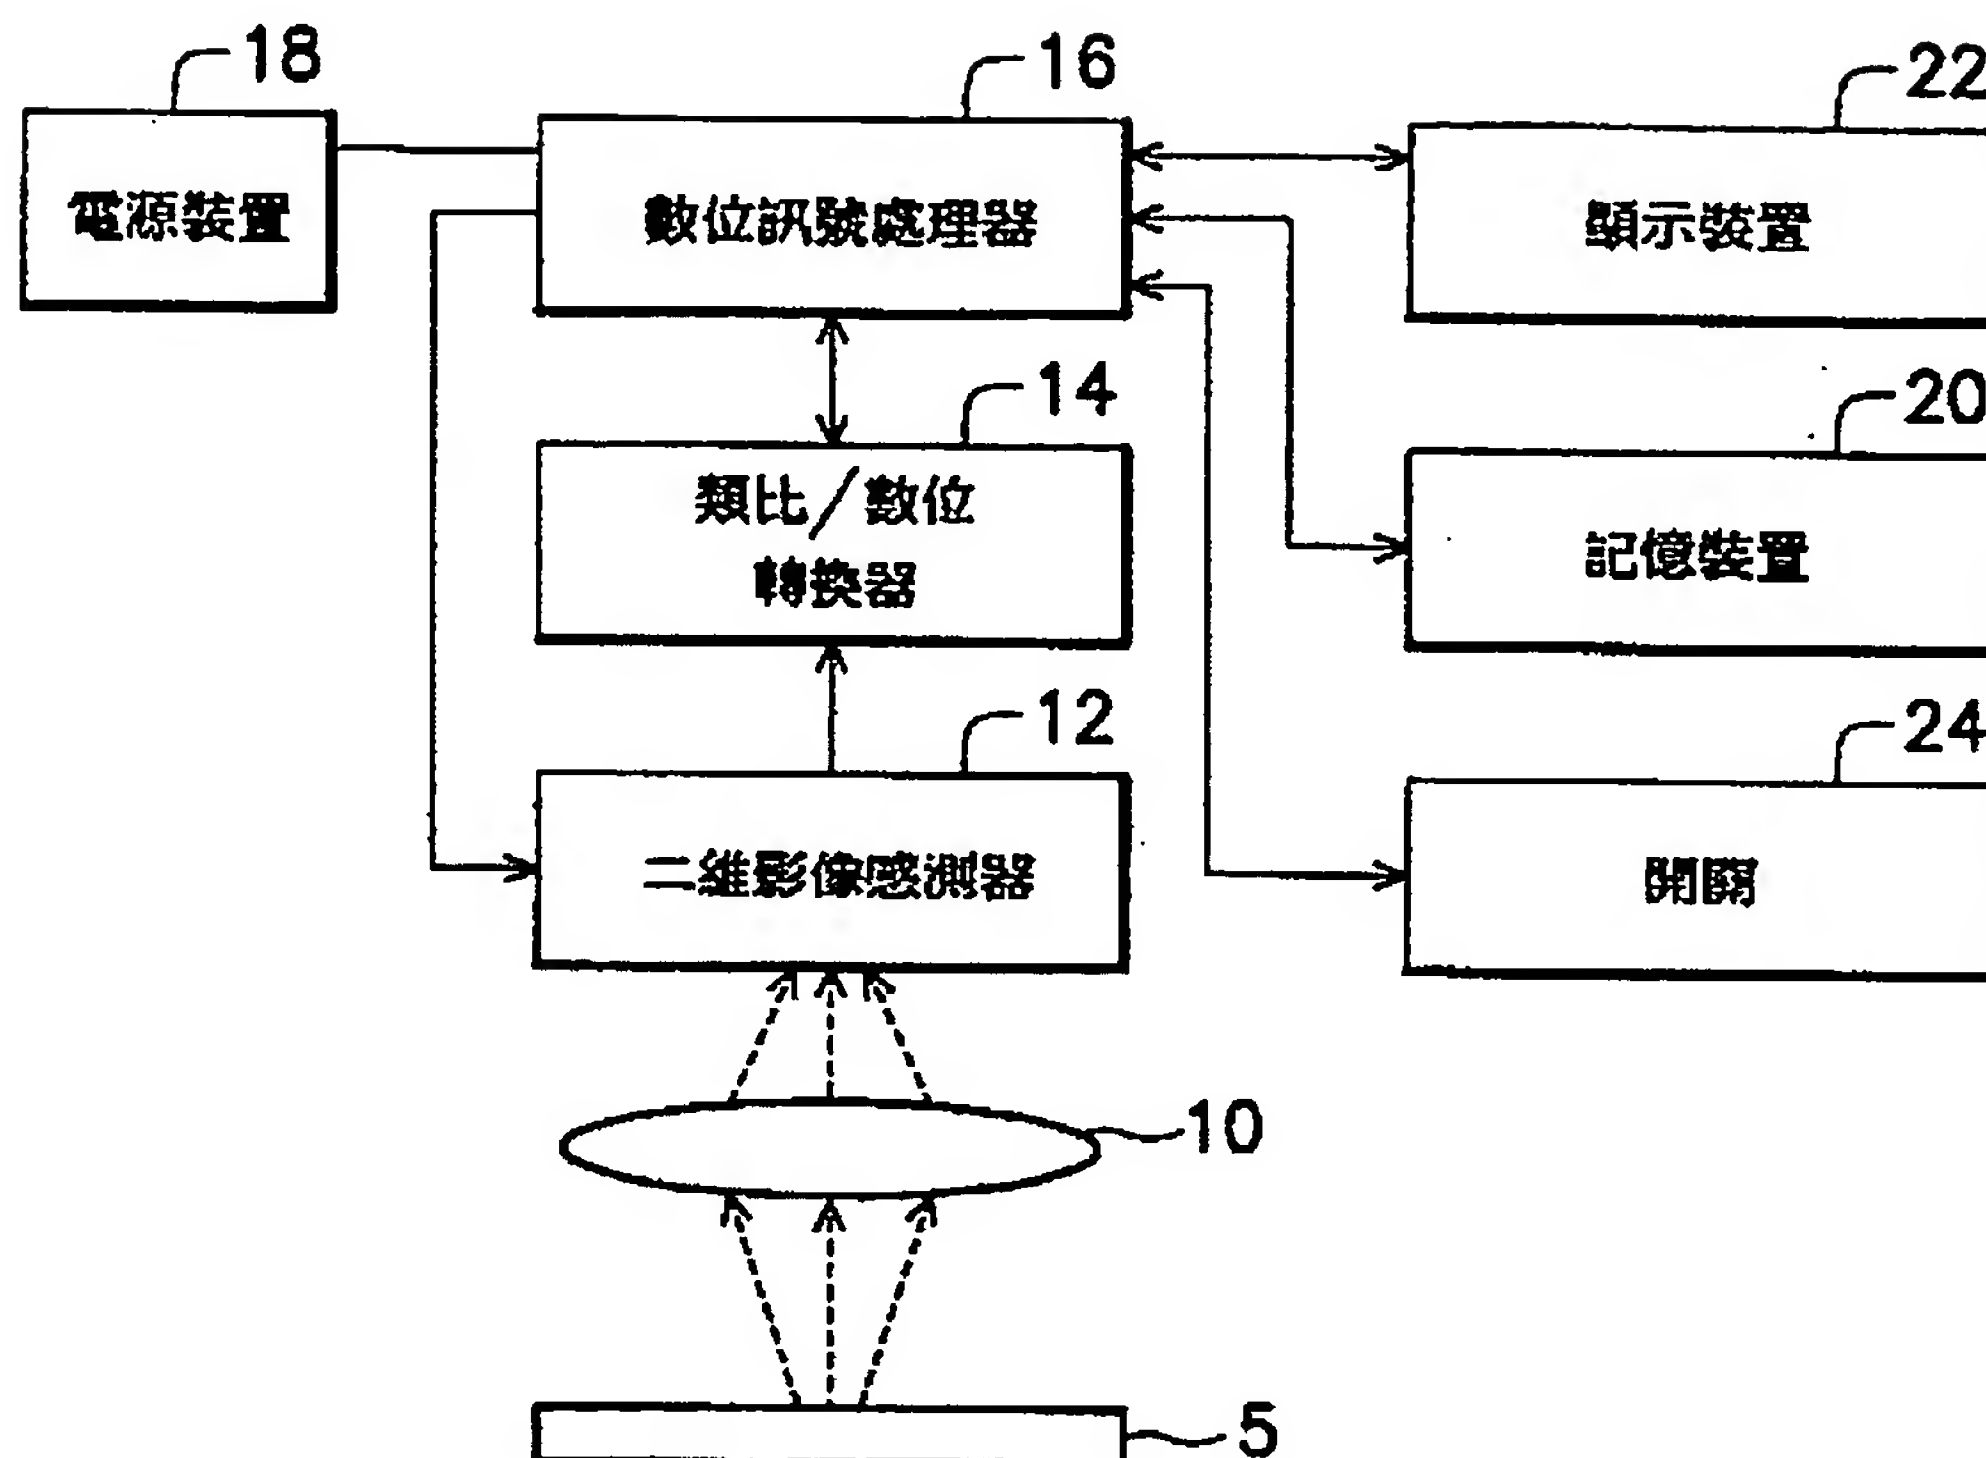 18
16
22
電源裝置
數位訊號處理器
顯示裝置
14
20
類比/數位
轉換器
記憶裝置
12
24
二維影像感測器
開關
10
5